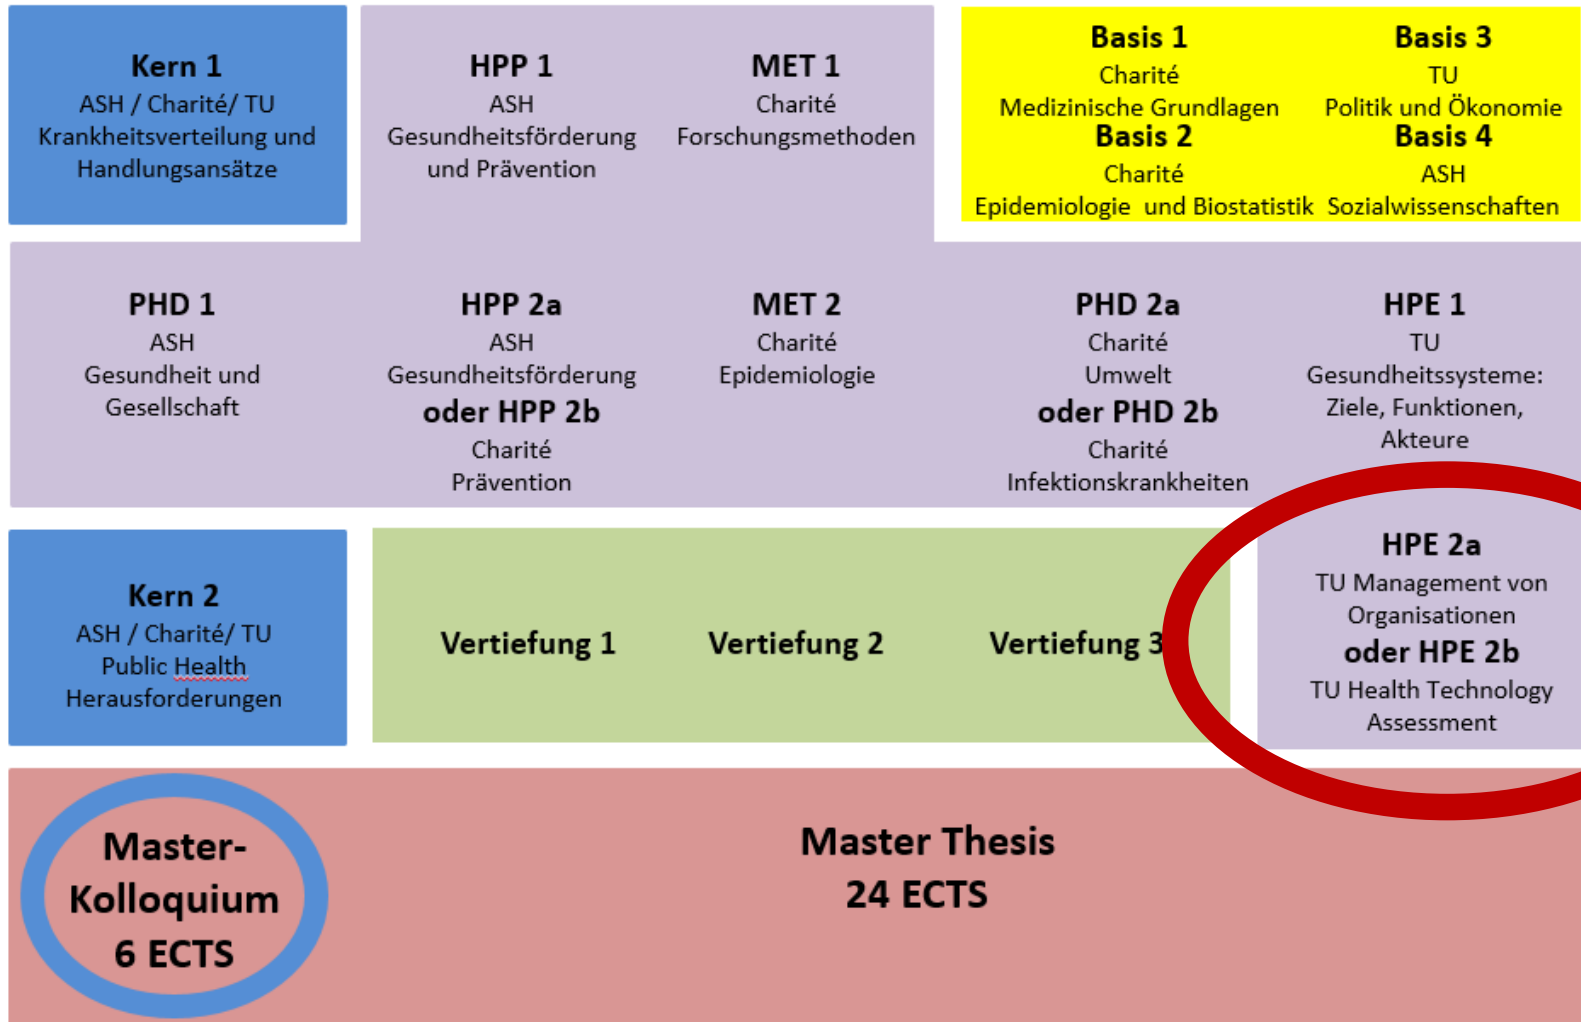 Kern 1
ASH / Charité/ TU
Krankheitsverteilung und
Handlungsansätze
HPP 1
ASH
Gesundheitsförderung
und Prävention
MET 1
Charité
Forschungsmethoden
Basis 1
Charité
Medizinische Grundlagen
Basis 2
Charité
Epidemiologie und Biostatistik
Basis 3
TU
Politik und Ökonomie
Basis 4
ASH
Sozialwissenschaften
PHD 1
ASH
Gesundheit und
Gesellschaft
HPP 2a
ASH
Gesundheitsförderung
oder HPP 2b
Charité
Prävention
MET 2
Charité
Epidemiologie
PHD 2a
Charité
Umwelt
oder PHD 2b
Charité
Infektionskrankheiten
HPE 1
TU
Gesundheitssysteme:
Ziele, Funktionen,
Akteure
Kern 2
ASH / Charité/ TU
Public Health
Herausforderungen
Vertiefung 1
Vertiefung 2
Vertiefung 3
HPE 2a
TU Management von
Organisationen
oder HPE 2b
TU Health Technology
Assessment
Master-
Kolloquium
6 ECTS
Master Thesis
24 ECTS